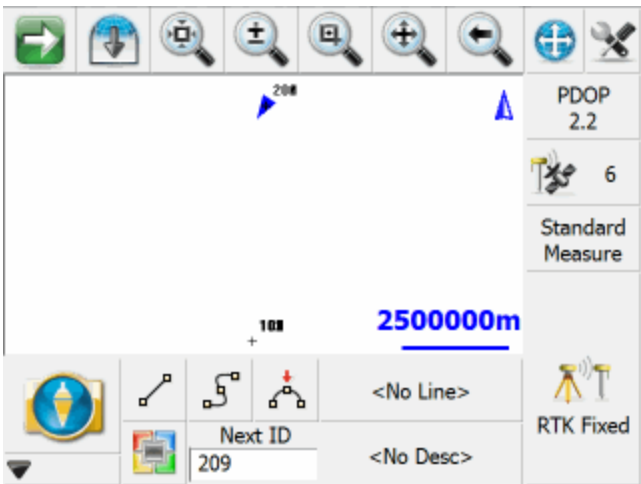 PDOP
2.2
6
Standard
Measure
2500000m
<No Line>
RTK Fixed
Next ID
209
<No Desc>